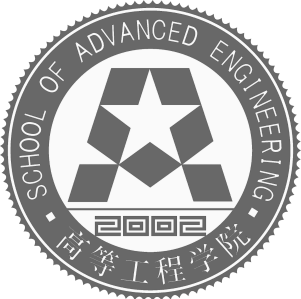 SCHOOL OF ADVANCED ENGINEERING
2002
高等工程学院